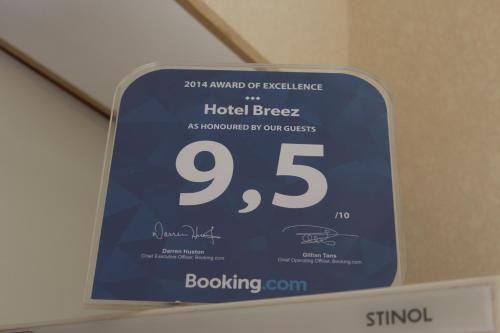 2014 AWARD OF EXCELLENCE
Hotel Breez
AS HONOURED BY OUR GUESTS
9,5
/10
Darren Huston
Chief Executive Officer, Booking.com
Gillian Tans
Chief Operating Officer, Booking.com
Booking.com
STINOL